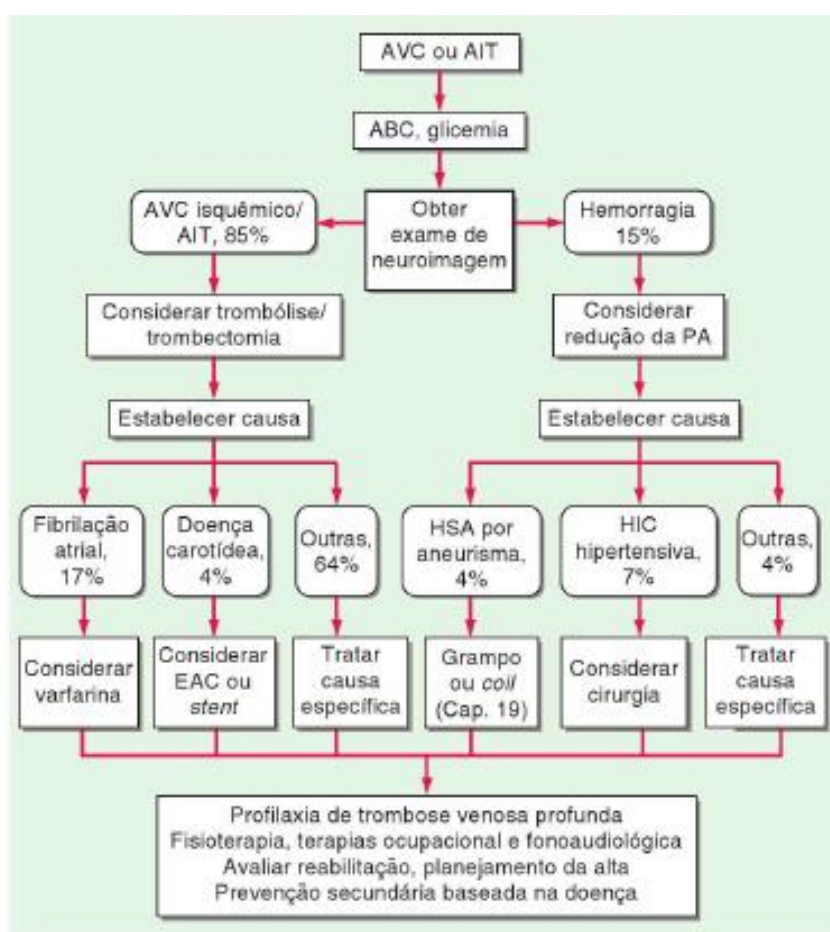 AVC ou AIT
ABC, glicemia
AVC isquêmico/
AIT, 85%
Obter
exame de
neuroimagem
Hemorragia
15%
Considerar trombólise/
trombectomia
Considerar
redução da PA
Estabelecer causa
Estabelecer causa
Fibrilação
atrial,
17%
Doença
carotídea,
4%
Outras,
64%
HSA por
aneurisma,
4%
HIC
hipertensiva,
7%
Outras,
4%
Considerar
varfarina
Considerar
EAC ou
stent
Tratar
causa
específica
Grampo
ou coil
(Cap. 19)
Considerar
cirurgia
Tratar
causa
específica
Profilaxia de trombose venosa profunda
Fisioterapia, terapias ocupacional e fonoaudiológica
Avaliar reabilitação, planejamento da alta
Prevenção secundária baseada na doença